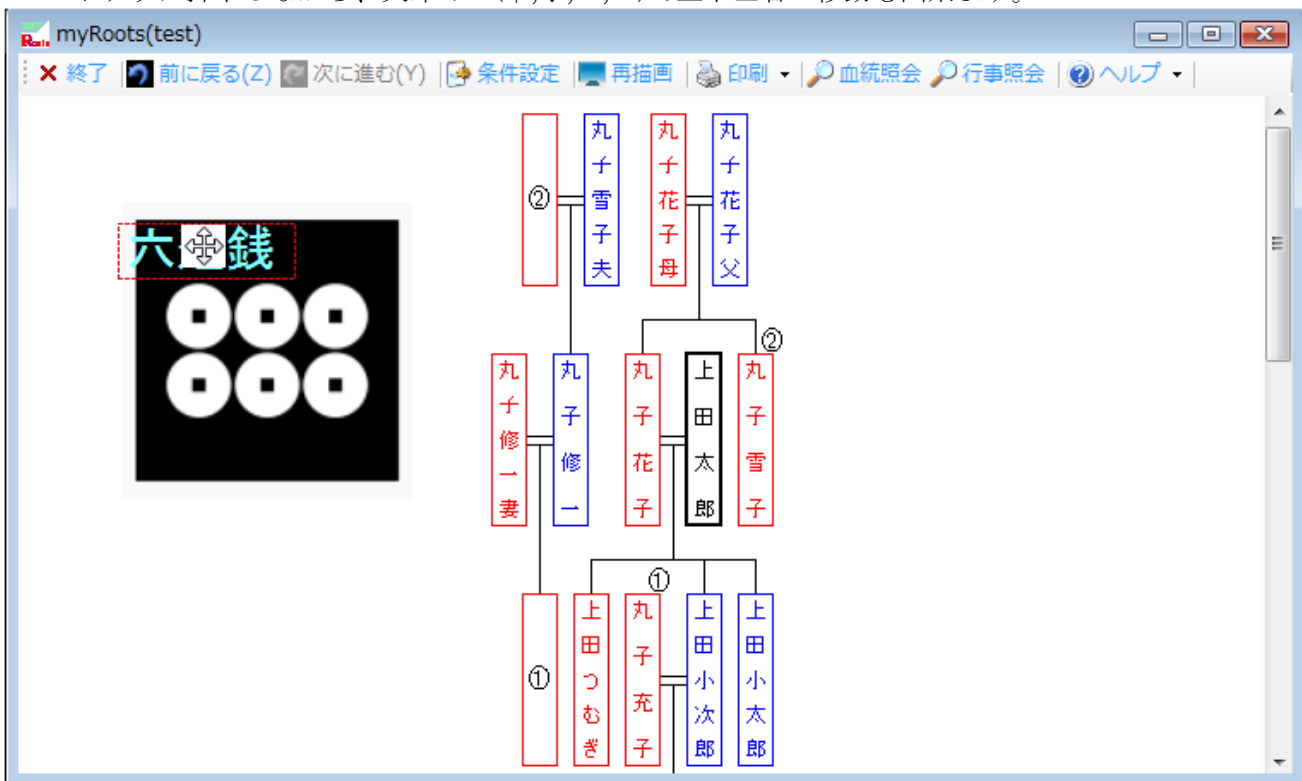 myRoots(test)
終了 前に戻る(Z) 次に進む(Y) 条件設定 再描画 印刷 血統照会 行事照会 ヘルプ
六 銭
②
丸子雪子夫
丸子花子母
丸子花子父
②
丸子修一妻
丸子修一
丸子花子
上田太郎
丸子雪子
①
①
上田つむぎ
丸子充子
上田小次郎
上田小太郎